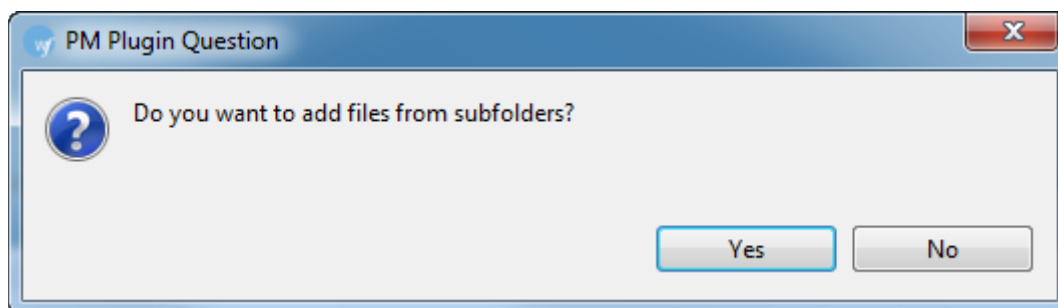 PM Plugin Question
Do you want to add files from subfolders?
Yes
No